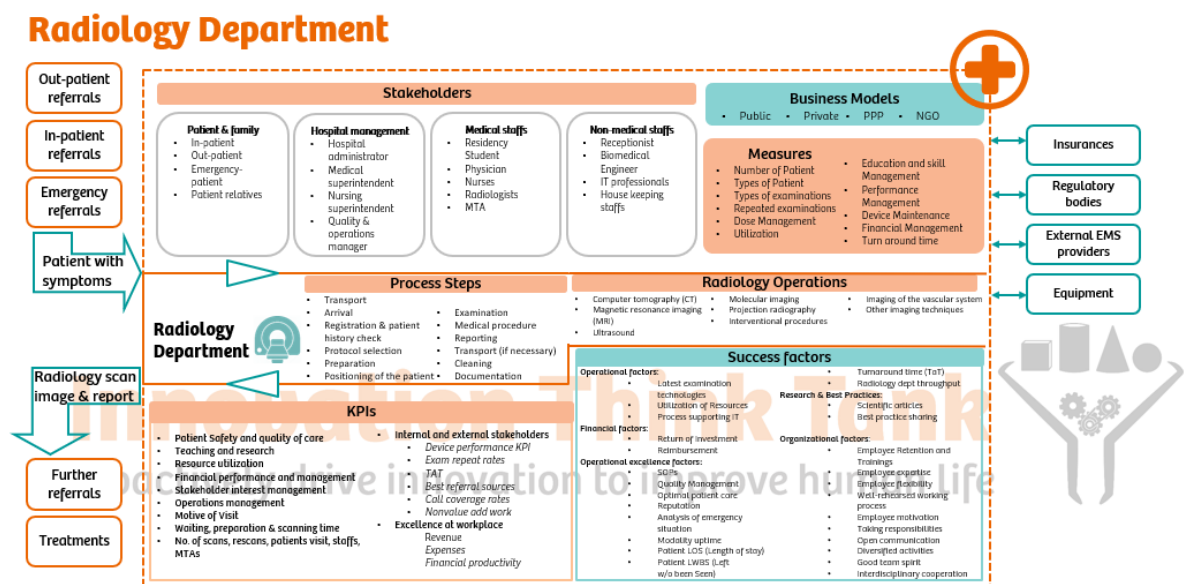 Radiology Department
Out-patient
referrals
In-patient
referrals
Emergency
referrals
Patient with
symptoms
Radiology scan
image & report
Further
referrals
Treatments
Stakeholders
Patient & family
• In-patient
• Out-patient
• Emergency-
patient
• Patient relatives
Hospital management
• Hospital
administrator
• Medical
superintendent
• Nursing
superintendent
• Quality &
operations
manager
Medical staffs
• Residency
Student
• Physician
• Nurses
• Radiologists
• MTA
Non-medical staffs
• Receptionist
• Biomedical
Engineer
• IT professionals
• House keeping
staffs
Business Models
• Public • Private • PPP • NGO
Measures
• Number of Patient
• Types of Patient
• Types of examinations
• Repeated examinations
• Dose Management
• Utilization
• Education and skill
Management
• Performance
Management
• Device Maintenance
• Financial Management
• Turn around time
Insurances
Regulatory
bodies
External EMS
providers
Equipment
Radiology
Department
Process Steps
• Transport
• Arrival
• Registration & patient
history check
• Protocol selection
• Preparation
• Positioning of the patient
• Examination
• Medical procedure
• Reporting
• Transport (if necessary)
• Cleaning
• Documentation
Radiology Operations
• Computer tomography (CT)
• Magnetic resonance imaging
(MRI)
• Ultrasound
• Molecular imaging
• Projection radiography
• Interventional procedures
• Imaging of the vascular system
• Other imaging techniques
KPIs
• Patient Safety and quality of care
• Teaching and research
• Resource utilization
• Financial performance and management
• Stakeholder interest management
• Operations management
• Motive of Visit
• Waiting, preparation & scanning time
• No. of scans, rescans, patients visit, staffs,
MTAs
• Internal and external stakeholders
• Device performance KPI
• Exam repeat rates
• TAT
• Best referral sources
• Call coverage rates
• Nonvalue add work
• Excellence at workplace
Revenue
Expenses
Financial productivity
Success factors
Operational factors:
• Latest examination
technologies
• Utilization of Resources
• Process supporting IT
Financial factors:
• Return of Investment
• Reimbursement
Operational excellence factors:
• SOPs
• Quality Management
• Optimal patient care
• Reputation
• Analysis of emergency
situation
• Modality uptime
• Patient LOS (Length of stay)
• Patient LWBS (Left
w/o been Seen)
• Turnaround time (TaT)
• Radiology dept throughput
Research & Best Practices:
• Scientific articles
• Best practice sharing
Organizational factors:
• Employee Retention and
Trainings
• Employee expertise
• Employee flexibility
• Well-rehearsed working
process
• Employee motivation
• Taking responsibilities
• Open communication
• Diversified activities
• Good team spirit
• Interdisciplinary cooperation
Innovation Think Tank
drive innovation to improve human life